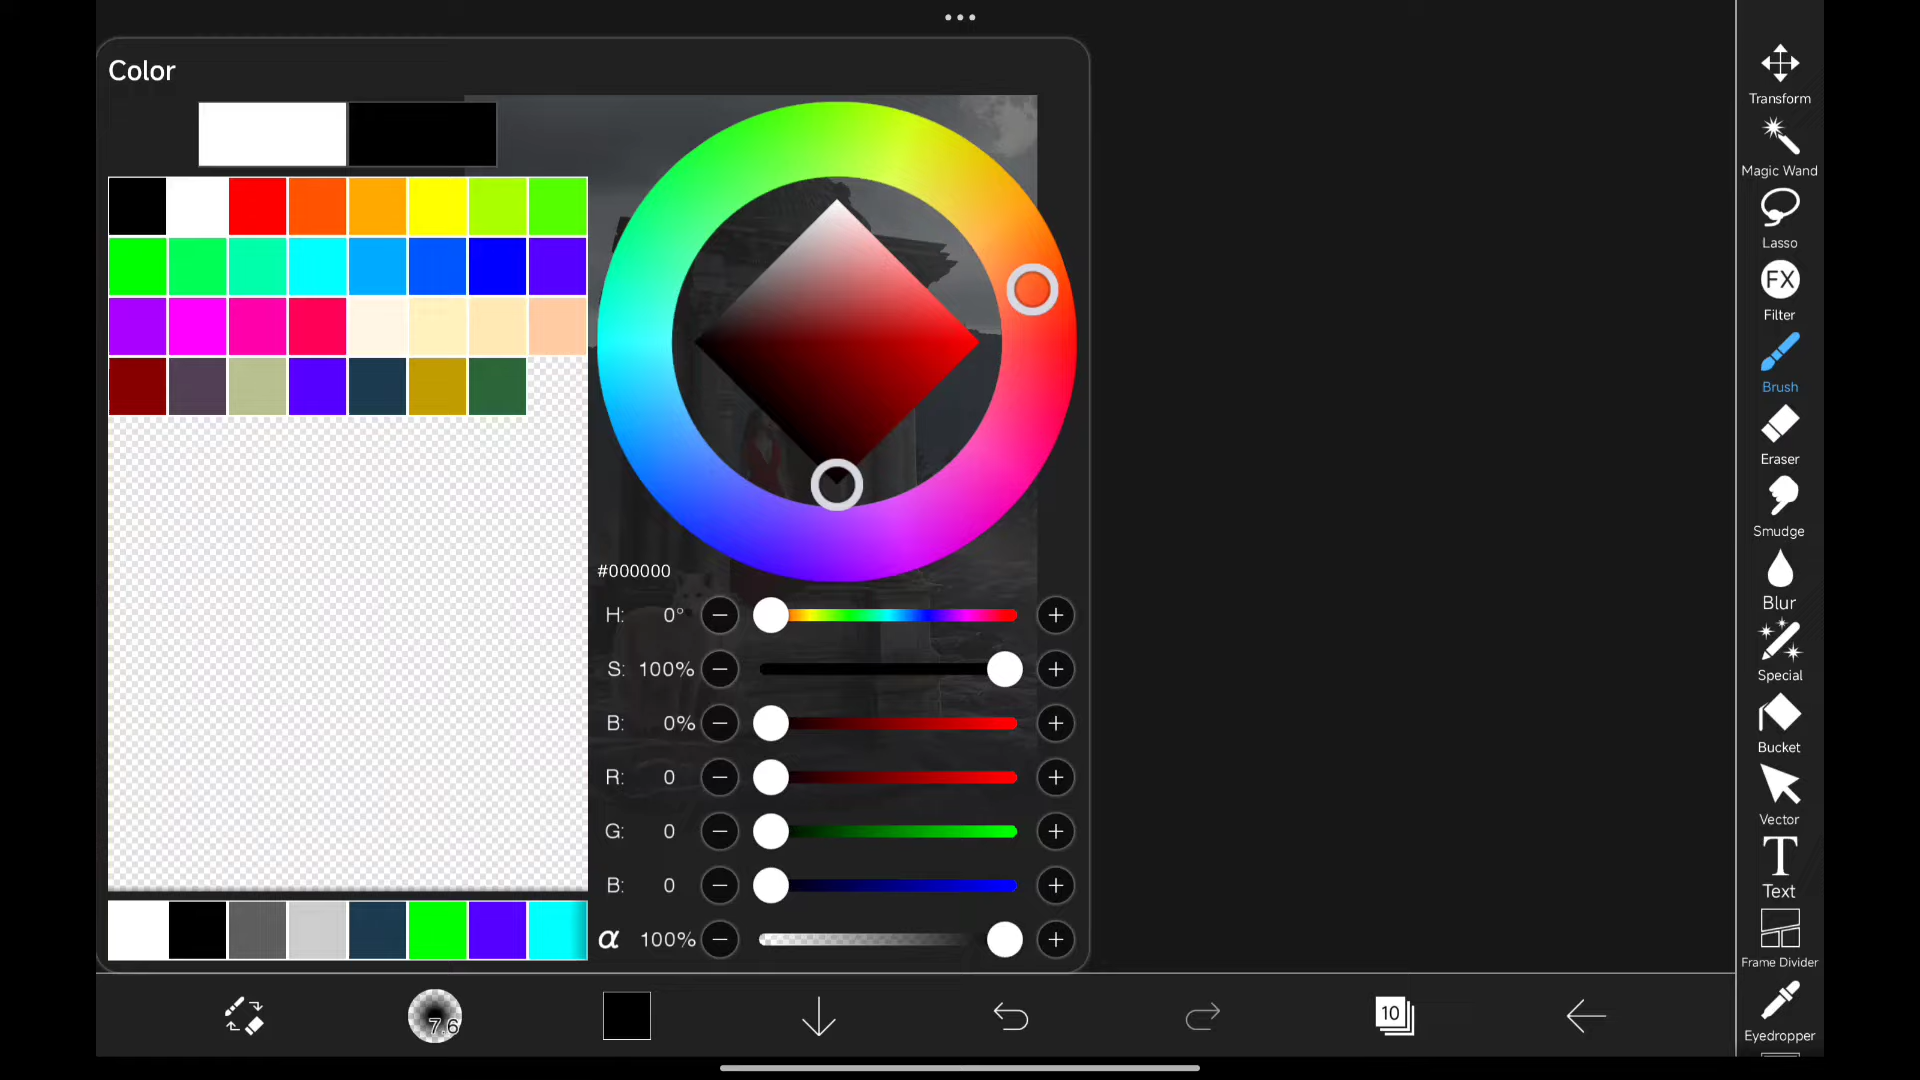 Color
#000000
H: 0°
S: 100%
B: 0%
R: 0
G: 0
B: 0
α 100%
7.6
10
Transform
Magic Wand
Lasso
FX
Filter
Brush
Eraser
Smudge
Blur
Special
Bucket
Vector
T
Text
Frame Divider
Eyedropper